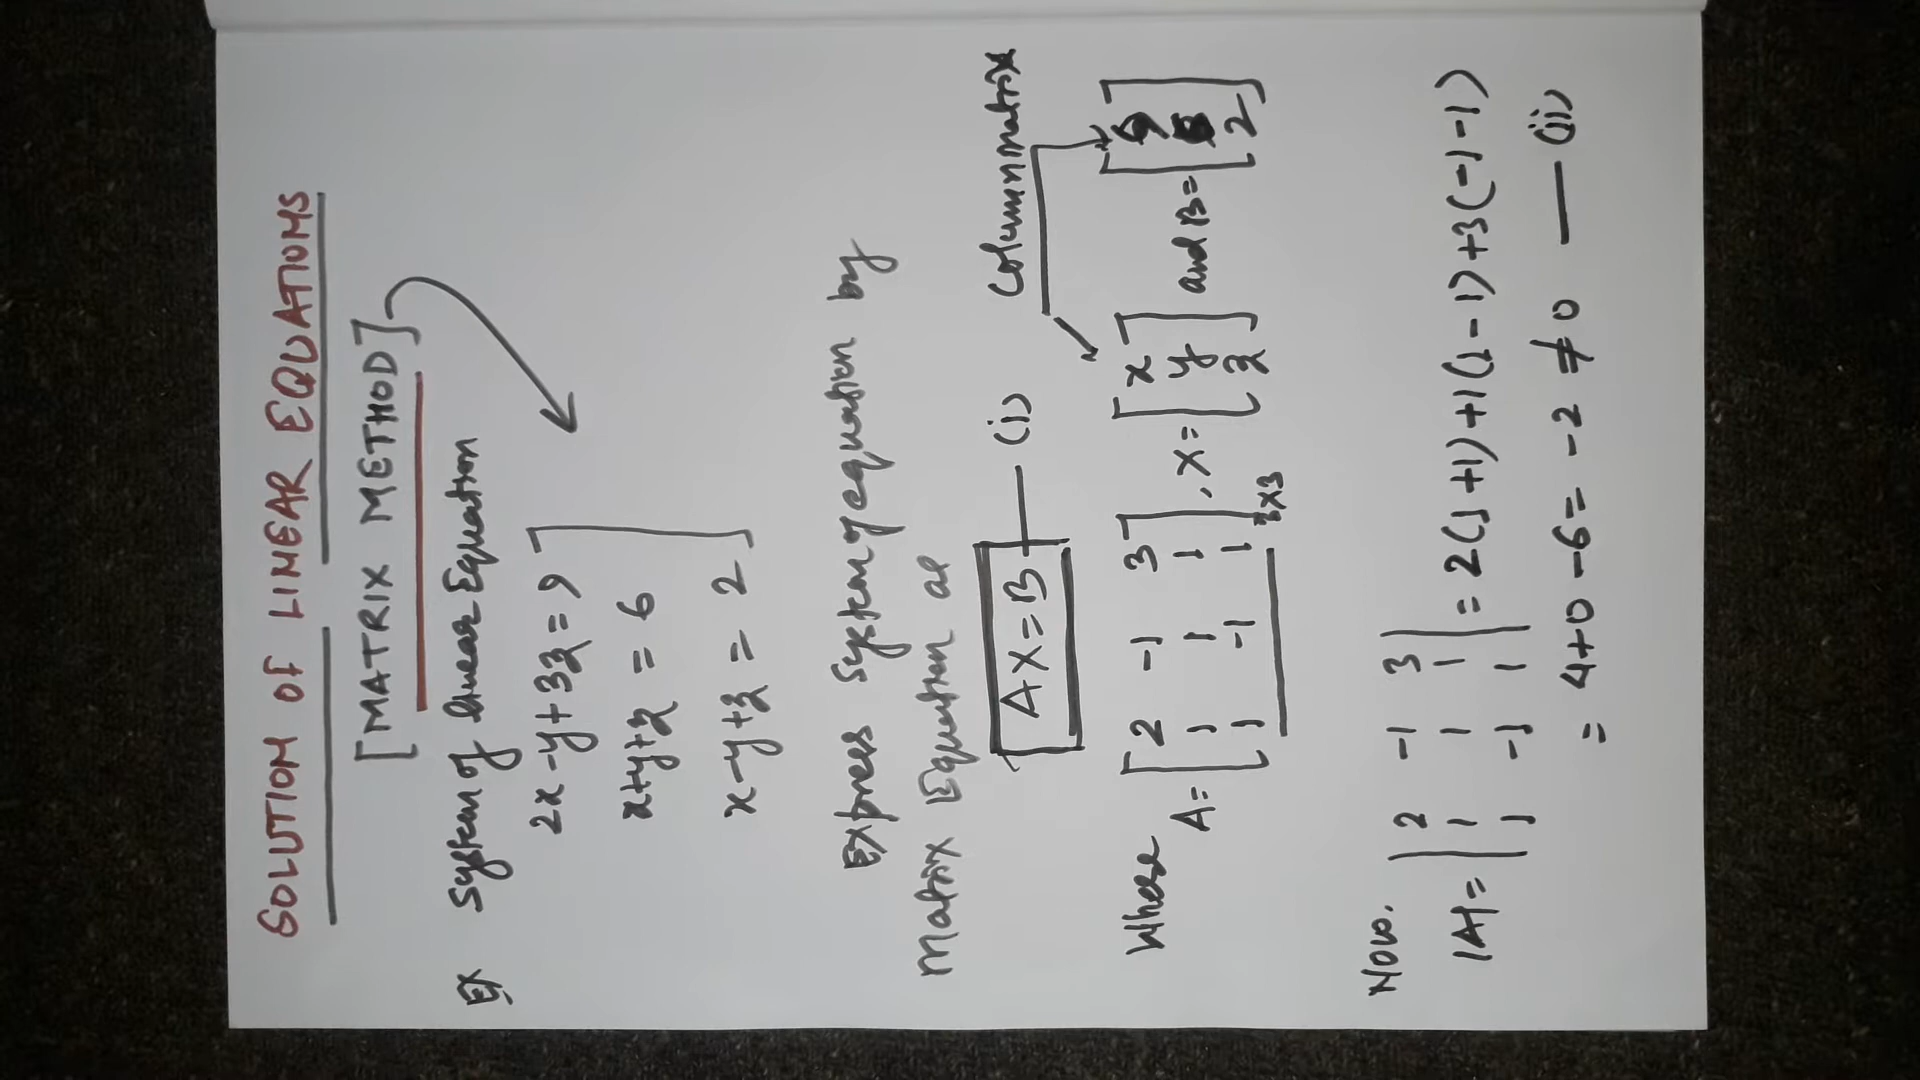 SOLUTION OF LINEAR EQUATIONS
[MATRIX METHOD]
Ex System of linear Equation
2x-y+3z=9
x+y+z = 6
x-y+z = 2
Express System of equation by
Matrix Equation as
AX=B — (i)
Column matrix
Where
A= [2 -1 3
1 1 1
1 -1 1]3x3, X= [x
y
z] and B= [9
6
2]
Now.
|A|= |2 -1 3
1 1 1
1 -1 1| = 2(1+1)+1(1-1)+3(-1-1)
= 4+0-6= -2 ≠ 0 — (ii)